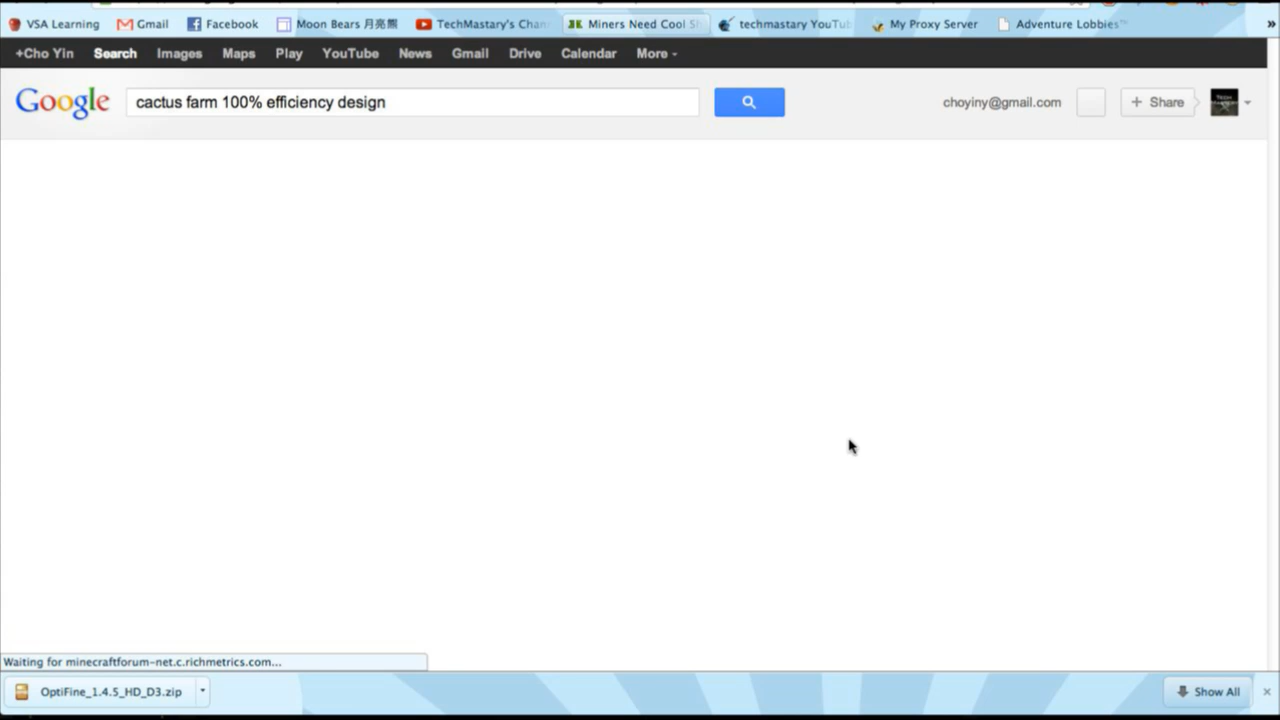 VSA Learning Gmail Facebook Moon Bears 月亮熊 TechMastary's Chan Miners Need Cool Sh techmastary YouTub My Proxy Server Adventure Lobbies™ »
+Cho Yin Search Images Maps Play YouTube News Gmail Drive Calendar More
Google cactus farm 100% efficiency design choyiny@gmail.com + Share
Waiting for minecraftforum-net.c.richmetrics.com...
OptiFine_1.4.5_HD_D3.zip Show All